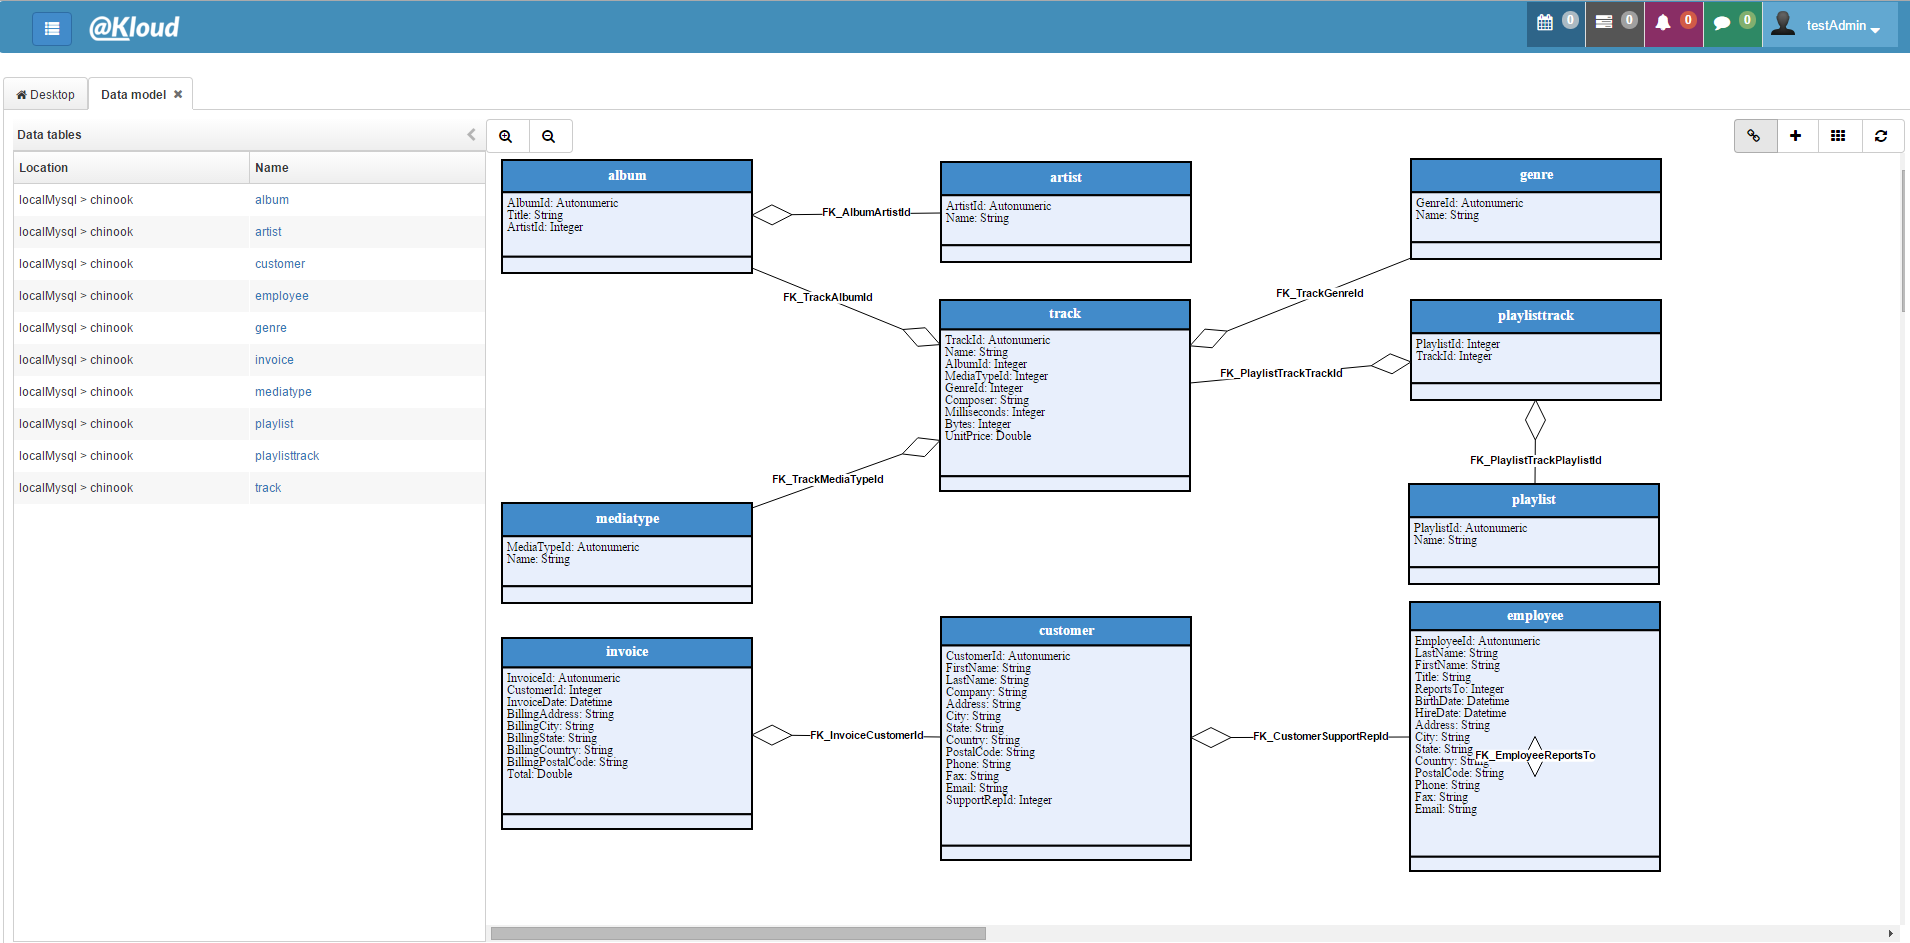 @Kloud
0
0
0
0
testAdmin
Desktop
Data model
Data tables
Location Name
localMysql > chinook album
localMysql > chinook artist
localMysql > chinook customer
localMysql > chinook employee
localMysql > chinook genre
localMysql > chinook invoice
localMysql > chinook mediatype
localMysql > chinook playlist
localMysql > chinook playlisttrack
localMysql > chinook track
album
AlbumId: Autonumeric
Title: String
ArtistId: Integer
FK_AlbumArtistId
artist
ArtistId: Autonumeric
Name: String
genre
GenreId: Autonumeric
Name: String
FK_TrackAlbumId
FK_TrackGenreId
track
TrackId: Autonumeric
Name: String
AlbumId: Integer
MediaTypeId: Integer
GenreId: Integer
Composer: String
Milliseconds: Integer
Bytes: Integer
UnitPrice: Double
playlisttrack
PlaylistId: Integer
TrackId: Integer
FK_PlaylistTrackTrackId
FK_PlaylistTrackPlaylistId
FK_TrackMediaTypeId
playlist
PlaylistId: Autonumeric
Name: String
mediatype
MediaTypeId: Autonumeric
Name: String
invoice
InvoiceId: Autonumeric
CustomerId: Integer
InvoiceDate: Datetime
BillingAddress: String
BillingCity: String
BillingState: String
BillingCountry: String
BillingPostalCode: String
Total: Double
FK_InvoiceCustomerId
customer
CustomerId: Autonumeric
FirstName: String
LastName: String
Company: String
Address: String
City: String
State: String
Country: String
PostalCode: String
Phone: String
Fax: String
Email: String
SupportRepId: Integer
FK_CustomerSupportRepId
employee
EmployeeId: Autonumeric
LastName: String
FirstName: String
Title: String
ReportsTo: Integer
BirthDate: Datetime
HireDate: Datetime
Address: String
City: String
State: String
FK_EmployeeReportsTo
Country: String
PostalCode: String
Phone: String
Fax: String
Email: String